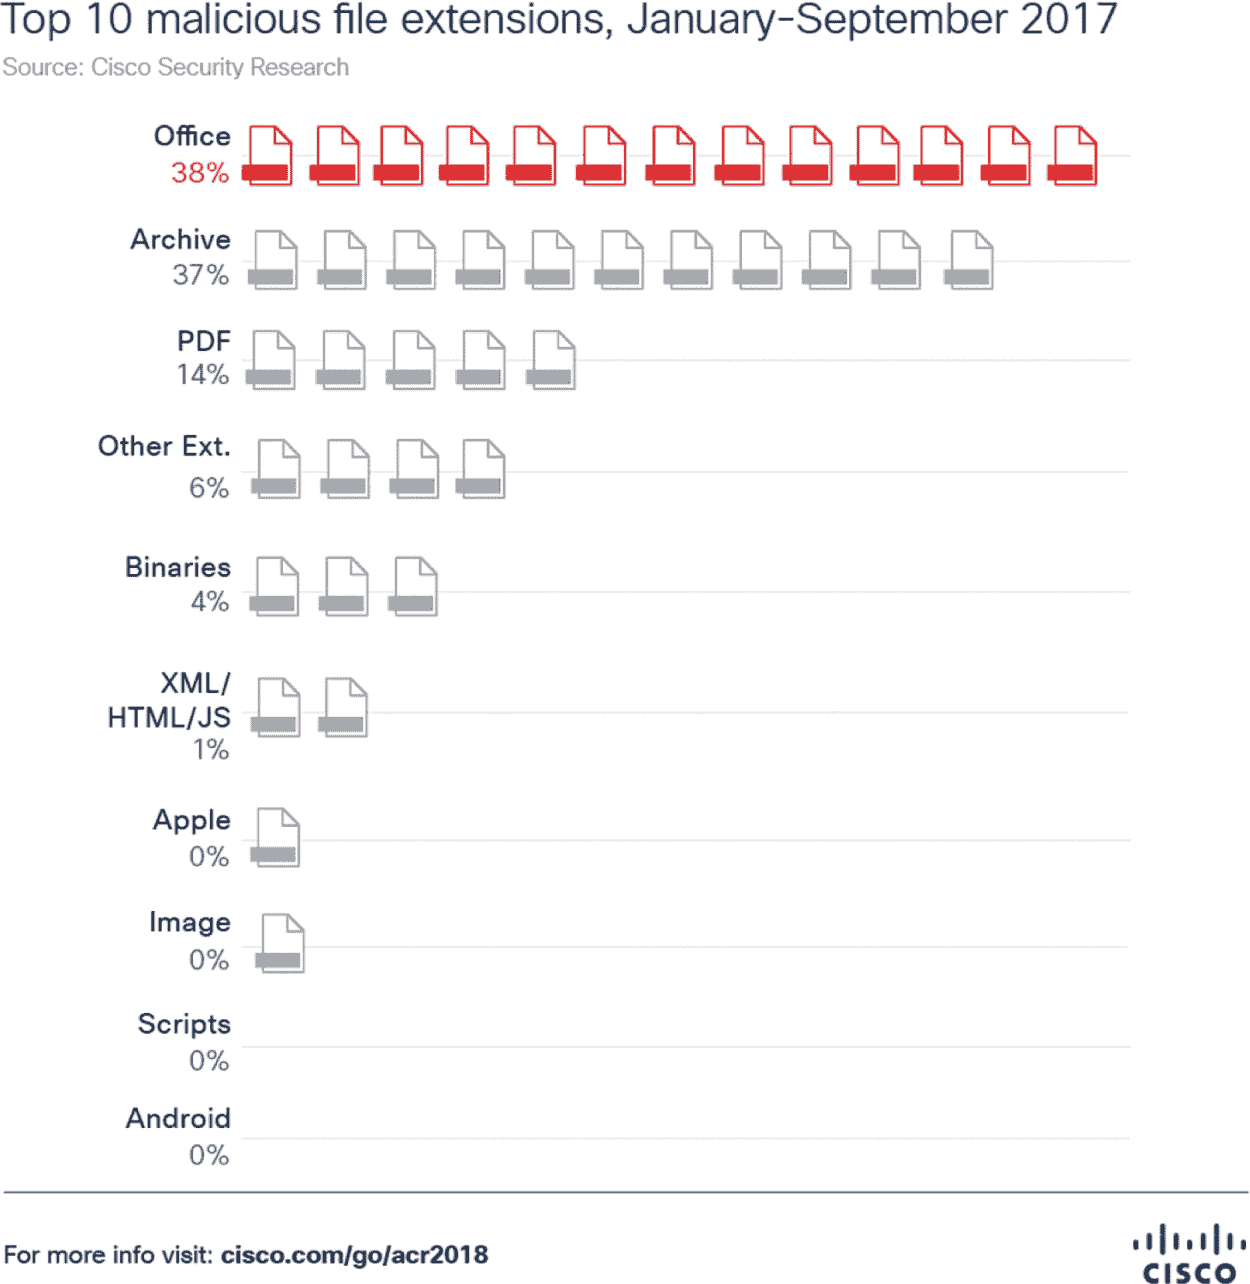 Top 10 malicious file extensions, January-September 2017
Source: Cisco Security Research
Office
38%
Archive
37%
PDF
14%
Other Ext.
6%
Binaries
4%
XML/
HTML/JS
1%
Apple
0%
Image
0%
Scripts
0%
Android
0%
For more info visit: cisco.com/go/acr2018
CISCO